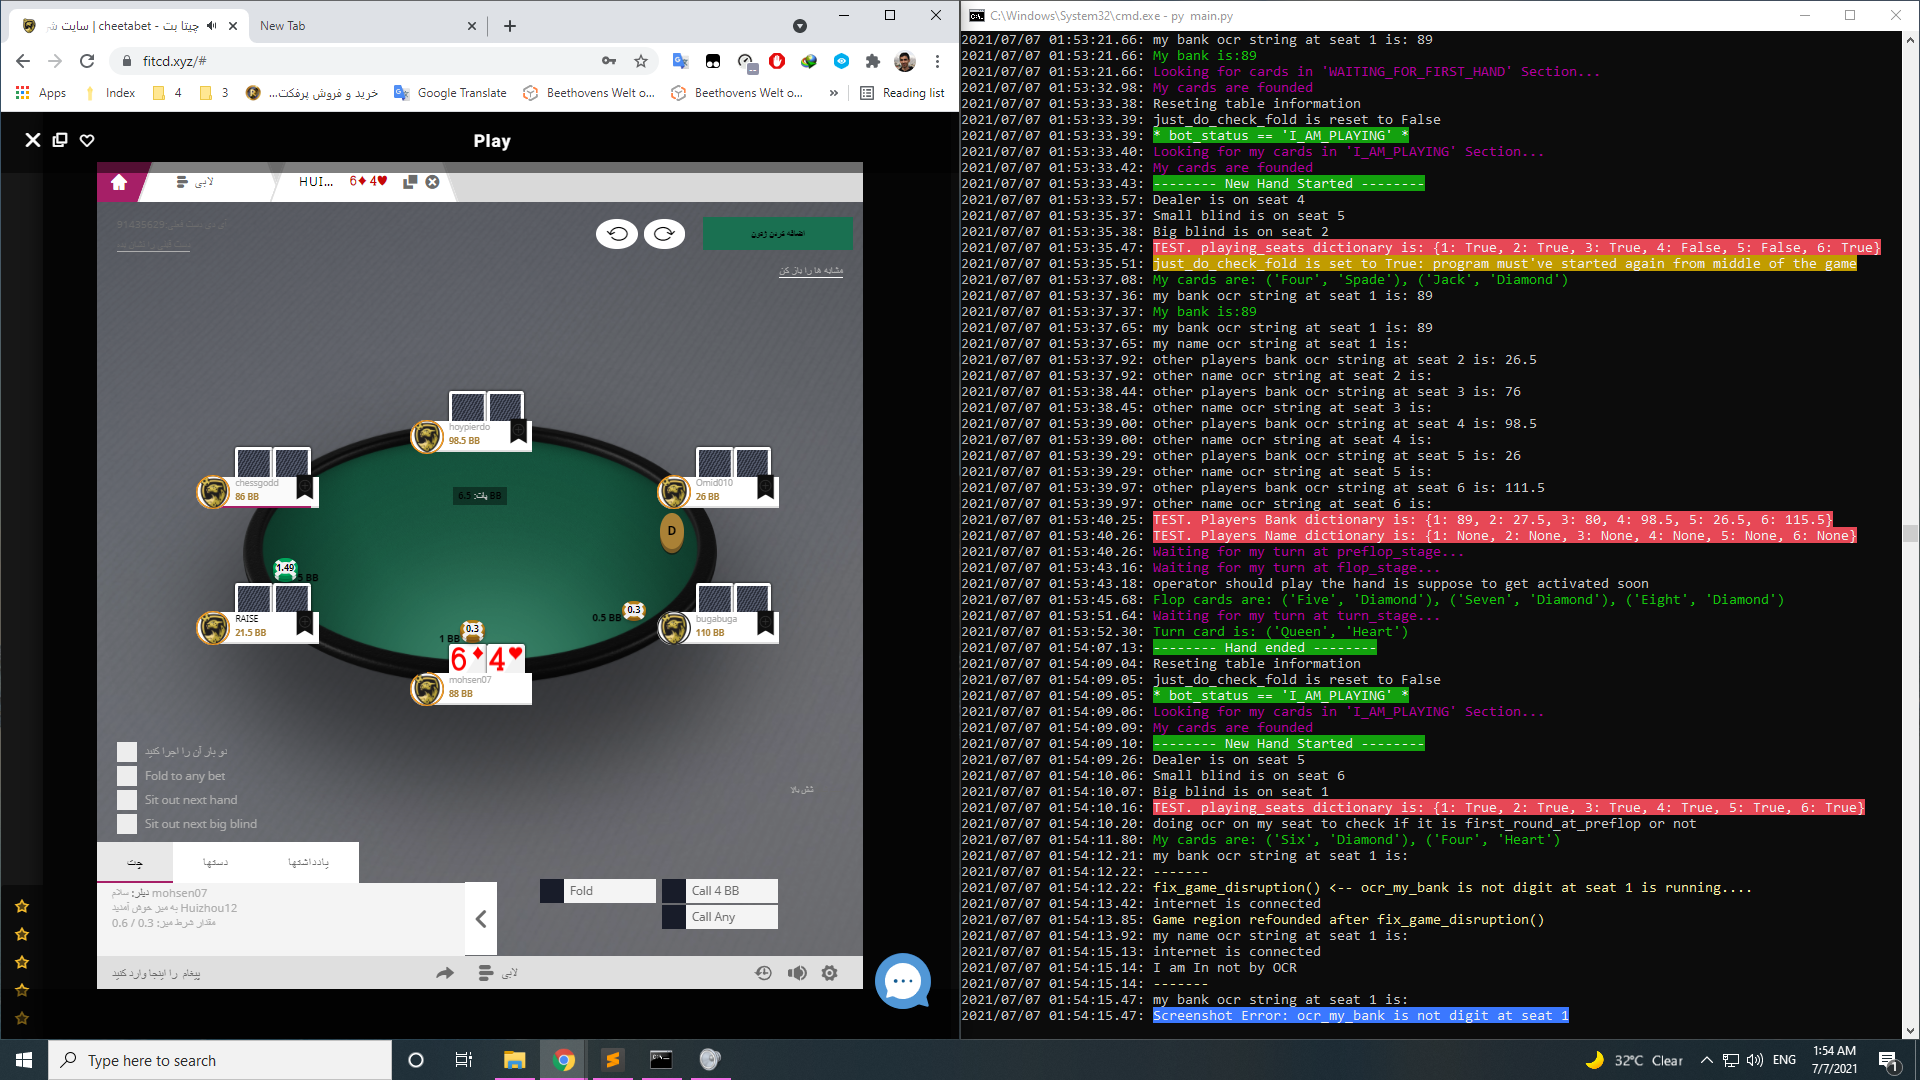 چیتا بت - cheetabet | سایت شر
New Tab
fitcd.xyz/#
Apps
Index
4
3
خرید و فروش پرفکت...
Google Translate
Beethovens Welt o...
Beethovens Welt o...
»
Reading list
Play
لابی
HUI... 6♦ 4♥
اضافه کردن ژتون
مشابه ها را باز کن
hoypierdo
98.5 BB
chessgodd
86 BB
Omid010
26 BB
پات: 6.5 BB
D
1.49
RAISE
21.5 BB
0.3
0.5 BB
bugabuga
110 BB
0.3
1 BB
6♦ 4♥
mohsen07
88 BB
دو بار آن را اجرا کنید
Fold to any bet
Sit out next hand
Sit out next big blind
تش بالا
چت
دستها
یادداشتها
دیلر: سلام mohsen07
به میز خوش آمدید Huizhou12
مقدار شرط میز: 0.3 / 0.6
Fold
Call 4 BB
Call Any
پیغام را اینجا وارد کنید
لابی
C:\Windows\System32\cmd.exe - py main.py
2021/07/07 01:53:21.66: my bank ocr string at seat 1 is: 89
2021/07/07 01:53:21.66: My bank is:89
2021/07/07 01:53:21.66: Looking for cards in 'WAITING_FOR_FIRST_HAND' Section...
2021/07/07 01:53:32.98: My cards are founded
2021/07/07 01:53:33.38: Reseting table information
2021/07/07 01:53:33.39: just_do_check_fold is reset to False
2021/07/07 01:53:33.39: * bot_status == 'I_AM_PLAYING' *
2021/07/07 01:53:33.40: Looking for my cards in 'I_AM_PLAYING' Section...
2021/07/07 01:53:33.42: My cards are founded
2021/07/07 01:53:33.43: -------- New Hand Started --------
2021/07/07 01:53:33.57: Dealer is on seat 4
2021/07/07 01:53:35.37: Small blind is on seat 5
2021/07/07 01:53:35.38: Big blind is on seat 2
2021/07/07 01:53:35.47: TEST. playing_seats dictionary is: {1: True, 2: True, 3: True, 4: False, 5: False, 6: True}
2021/07/07 01:53:35.51: just_do_check_fold is set to True: program must've started again from middle of the game
2021/07/07 01:53:37.08: My cards are: ('Four', 'Spade'), ('Jack', 'Diamond')
2021/07/07 01:53:37.36: my bank ocr string at seat 1 is: 89
2021/07/07 01:53:37.37: My bank is:89
2021/07/07 01:53:37.65: my bank ocr string at seat 1 is: 89
2021/07/07 01:53:37.65: my name ocr string at seat 1 is:
2021/07/07 01:53:37.92: other players bank ocr string at seat 2 is: 26.5
2021/07/07 01:53:37.92: other name ocr string at seat 2 is:
2021/07/07 01:53:38.44: other players bank ocr string at seat 3 is: 76
2021/07/07 01:53:38.45: other name ocr string at seat 3 is:
2021/07/07 01:53:39.00: other players bank ocr string at seat 4 is: 98.5
2021/07/07 01:53:39.00: other name ocr string at seat 4 is:
2021/07/07 01:53:39.29: other players bank ocr string at seat 5 is: 26
2021/07/07 01:53:39.29: other name ocr string at seat 5 is:
2021/07/07 01:53:39.97: other players bank ocr string at seat 6 is: 111.5
2021/07/07 01:53:39.97: other name ocr string at seat 6 is:
2021/07/07 01:53:40.25: TEST. Players Bank dictionary is: {1: 89, 2: 27.5, 3: 80, 4: 98.5, 5: 26.5, 6: 115.5}
2021/07/07 01:53:40.26: TEST. Players Name dictionary is: {1: None, 2: None, 3: None, 4: None, 5: None, 6: None}
2021/07/07 01:53:40.26: Waiting for my turn at preflop_stage...
2021/07/07 01:53:43.16: Waiting for my turn at flop_stage...
2021/07/07 01:53:43.18: operator should play the hand is suppose to get activated soon
2021/07/07 01:53:45.68: Flop cards are: ('Five', 'Diamond'), ('Seven', 'Diamond'), ('Eight', 'Diamond')
2021/07/07 01:53:51.64: Waiting for my turn at turn_stage...
2021/07/07 01:53:52.30: Turn card is: ('Queen', 'Heart')
2021/07/07 01:54:07.13: -------- Hand ended --------
2021/07/07 01:54:09.04: Reseting table information
2021/07/07 01:54:09.05: just_do_check_fold is reset to False
2021/07/07 01:54:09.05: * bot_status == 'I_AM_PLAYING' *
2021/07/07 01:54:09.06: Looking for my cards in 'I_AM_PLAYING' Section...
2021/07/07 01:54:09.09: My cards are founded
2021/07/07 01:54:09.10: -------- New Hand Started --------
2021/07/07 01:54:09.26: Dealer is on seat 5
2021/07/07 01:54:10.06: Small blind is on seat 6
2021/07/07 01:54:10.07: Big blind is on seat 1
2021/07/07 01:54:10.16: TEST. playing_seats dictionary is: {1: True, 2: True, 3: True, 4: True, 5: True, 6: True}
2021/07/07 01:54:10.20: doing ocr on my seat to check if it is first_round_at_preflop or not
2021/07/07 01:54:11.80: My cards are: ('Six', 'Diamond'), ('Four', 'Heart')
2021/07/07 01:54:12.21: my bank ocr string at seat 1 is:
2021/07/07 01:54:12.22: -------
2021/07/07 01:54:12.22: fix_game_disruption() <-- ocr_my_bank is not digit at seat 1 is running....
2021/07/07 01:54:13.42: internet is connected
2021/07/07 01:54:13.85: Game region refounded after fix_game_disruption()
2021/07/07 01:54:13.92: my name ocr string at seat 1 is:
2021/07/07 01:54:15.13: internet is connected
2021/07/07 01:54:15.14: I am In not by OCR
2021/07/07 01:54:15.14: -------
2021/07/07 01:54:15.47: my bank ocr string at seat 1 is:
2021/07/07 01:54:15.47: Screenshot Error: ocr_my_bank is not digit at seat 1
Type here to search
32°C Clear
ENG
1:54 AM
7/7/2021
1